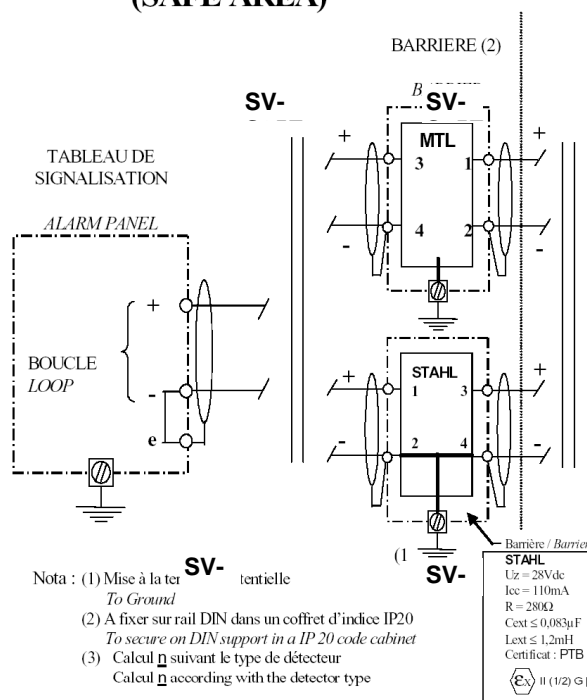 (SAFE AREA)
BARRIERE (2)
SV-
SV-
MTL
+
+
3
1
4
2
-
-
TABLEAU DE
SIGNALISATION
ALARM PANEL
+
BOUCLE
LOOP
-
e
STAHL
+
+
1
3
2
4
-
-
Barrière / Barrier
(1
SV-
STAHL
Uz = 28Vdc
Icc = 110mA
R = 280Ω
Cext ≤ 0,083µF
Lext ≤ 1,2mH
Certificat : PTB
Ex II (1/2) G
Nota : (1) Mise à la
SV-
To Ground
(2) A fixer sur rail DIN dans un coffret d'indice IP20
To secure on DIN support in a IP 20 code cabinet
(3) Calcul n suivant le type de détecteur
Calcul n according with the detector type